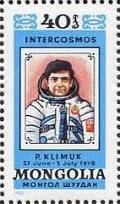 40
INTERCOSMOS
P. KLIMUK
27 June - 5 July 1978
MONGOLIA
МОНГОЛ ШУУДАН